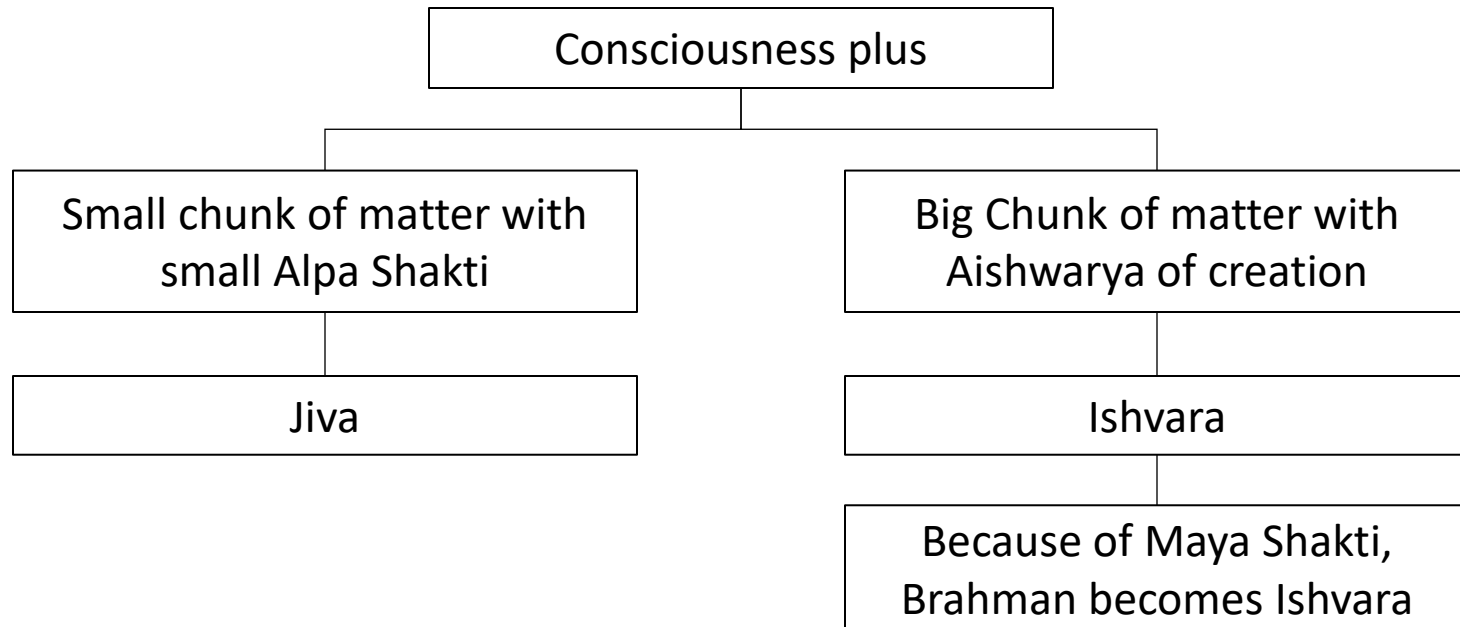 Consciousness plus
Small chunk of matter with
small Alpa Shakti
Big Chunk of matter with
Aishwarya of creation
Jiva
Ishvara
Because of Maya Shakti,
Brahman becomes Ishvara